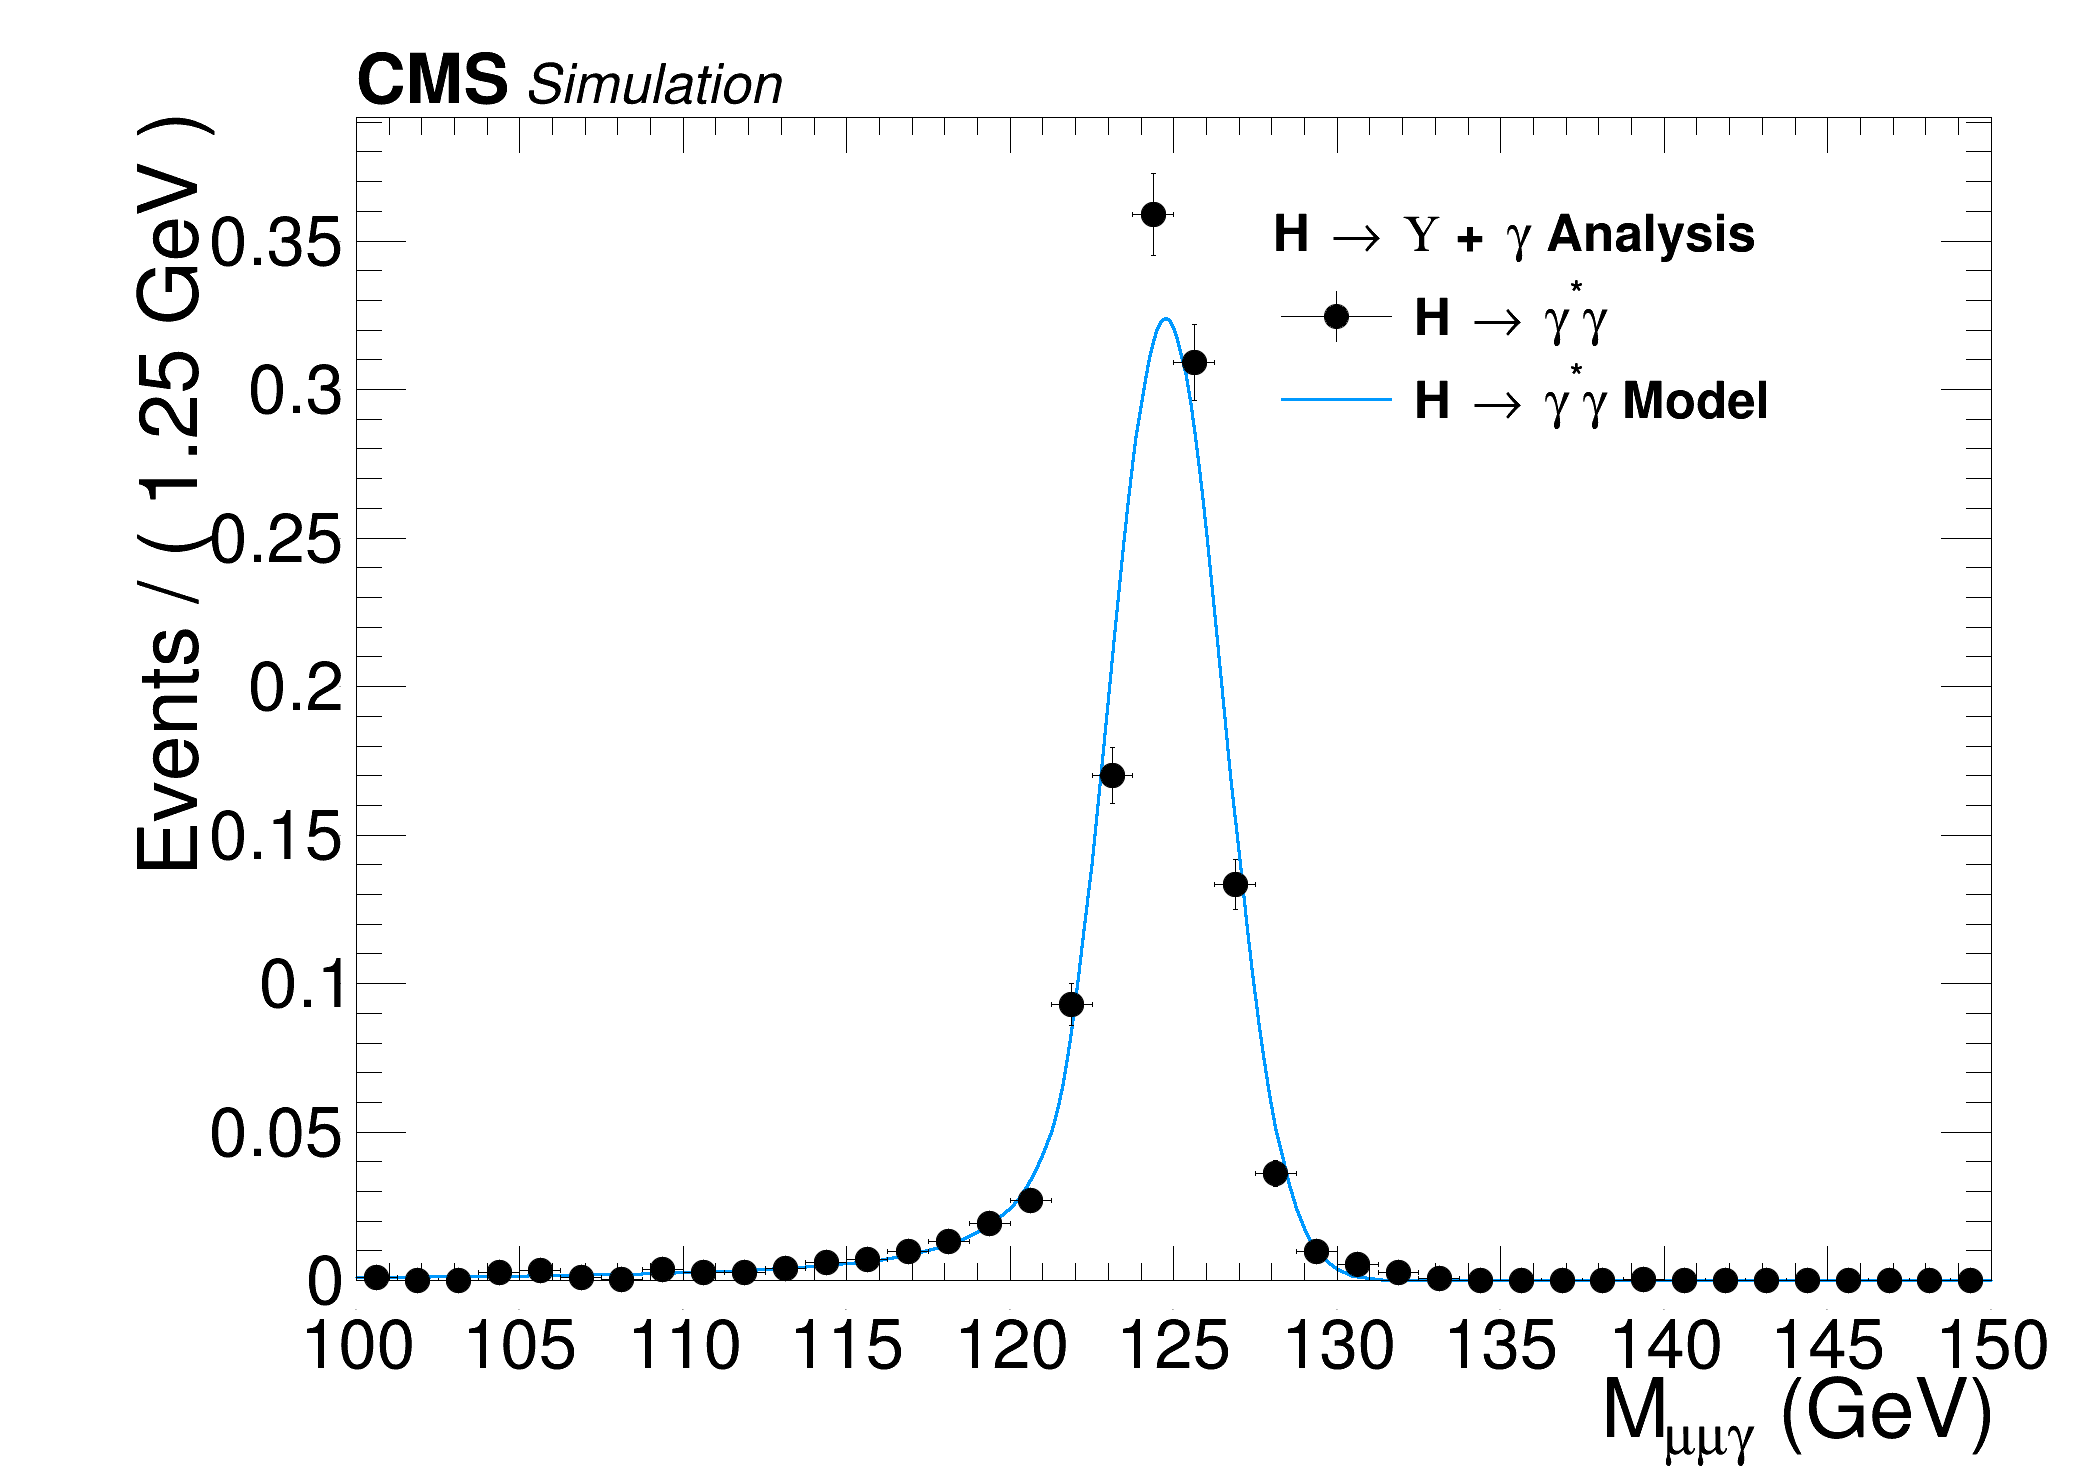 CMS Simulation
Events / ( 1.25 GeV )
0.35
0.3
0.25
0.2
0.15
0.1
0.05
0
H → ϒ + γ Analysis
H → γ*γ
H → γ*γ Model
100 105 110 115 120 125 130 135 140 145 150
Mμμγ (GeV)